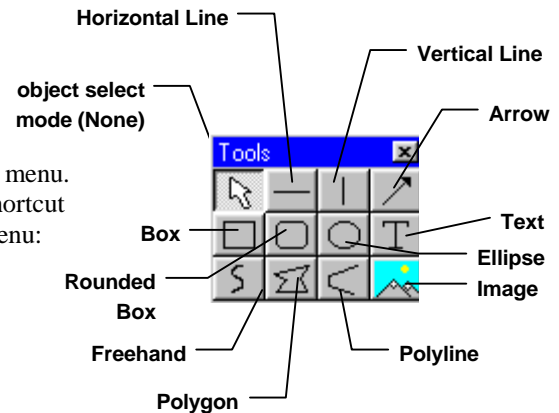 Horizontal Line
Vertical Line
object select
mode (None)
Arrow
Tools
menu.
hortcut
enu:
Box
Text
T
Ellipse
Rounded
Box
Image
Freehand
Polyline
Polygon